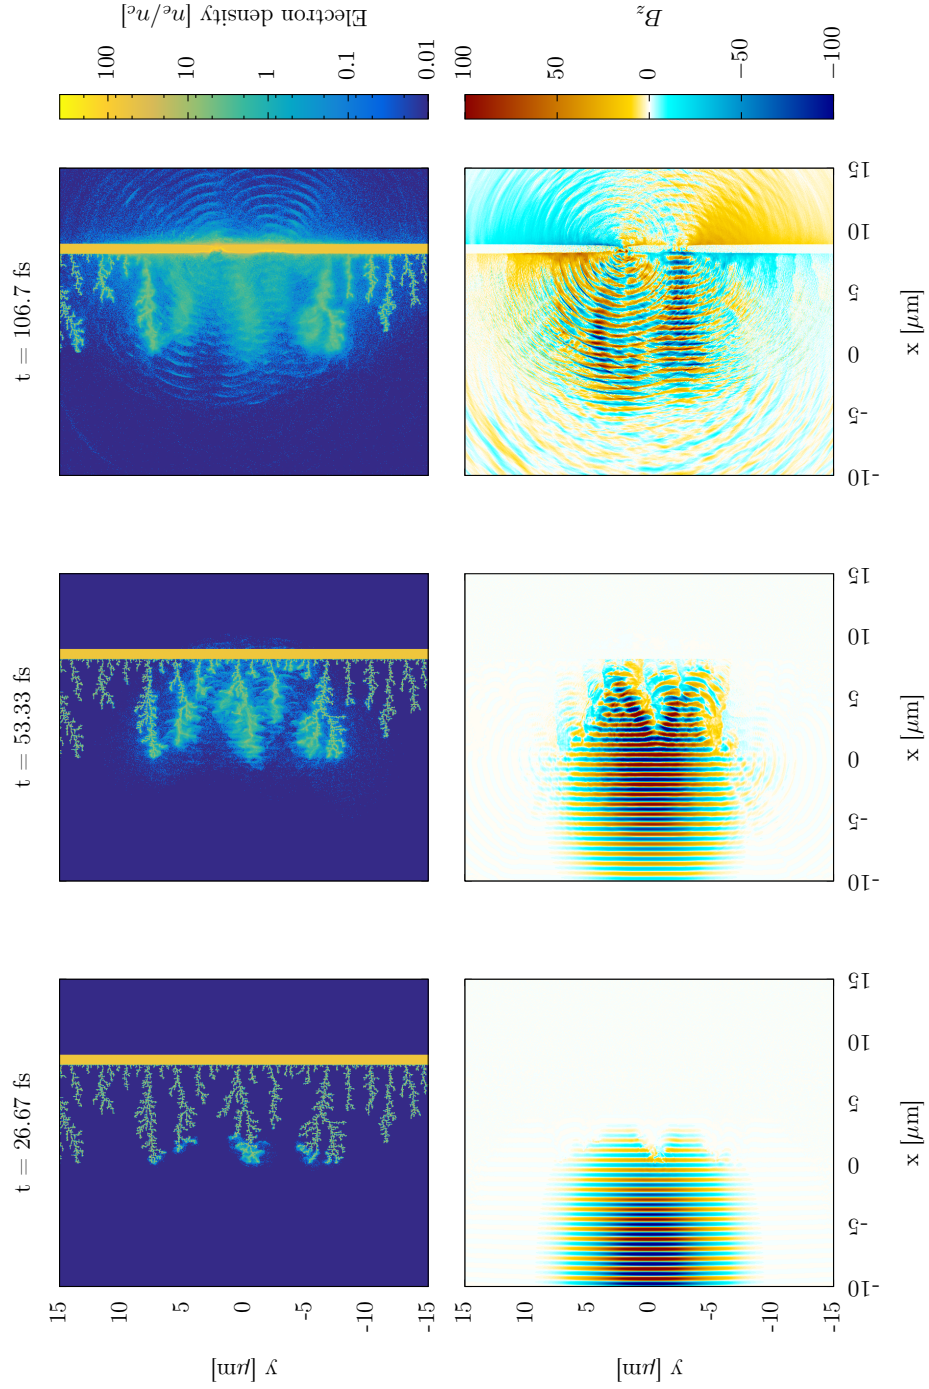 t = 26.67 fs
t = 53.33 fs
t = 106.7 fs
y [μm]
15
10
5
0
-5
-10
-15
Electron density [nₑ/n꜀]
100
10
1
0.1
0.01
y [μm]
15
10
5
0
-5
-10
-15
-10 -5 0 5 10 15
x [μm]
-10 -5 0 5 10 15
x [μm]
-10 -5 0 5 10 15
x [μm]
B_z
100
50
0
−50
−100